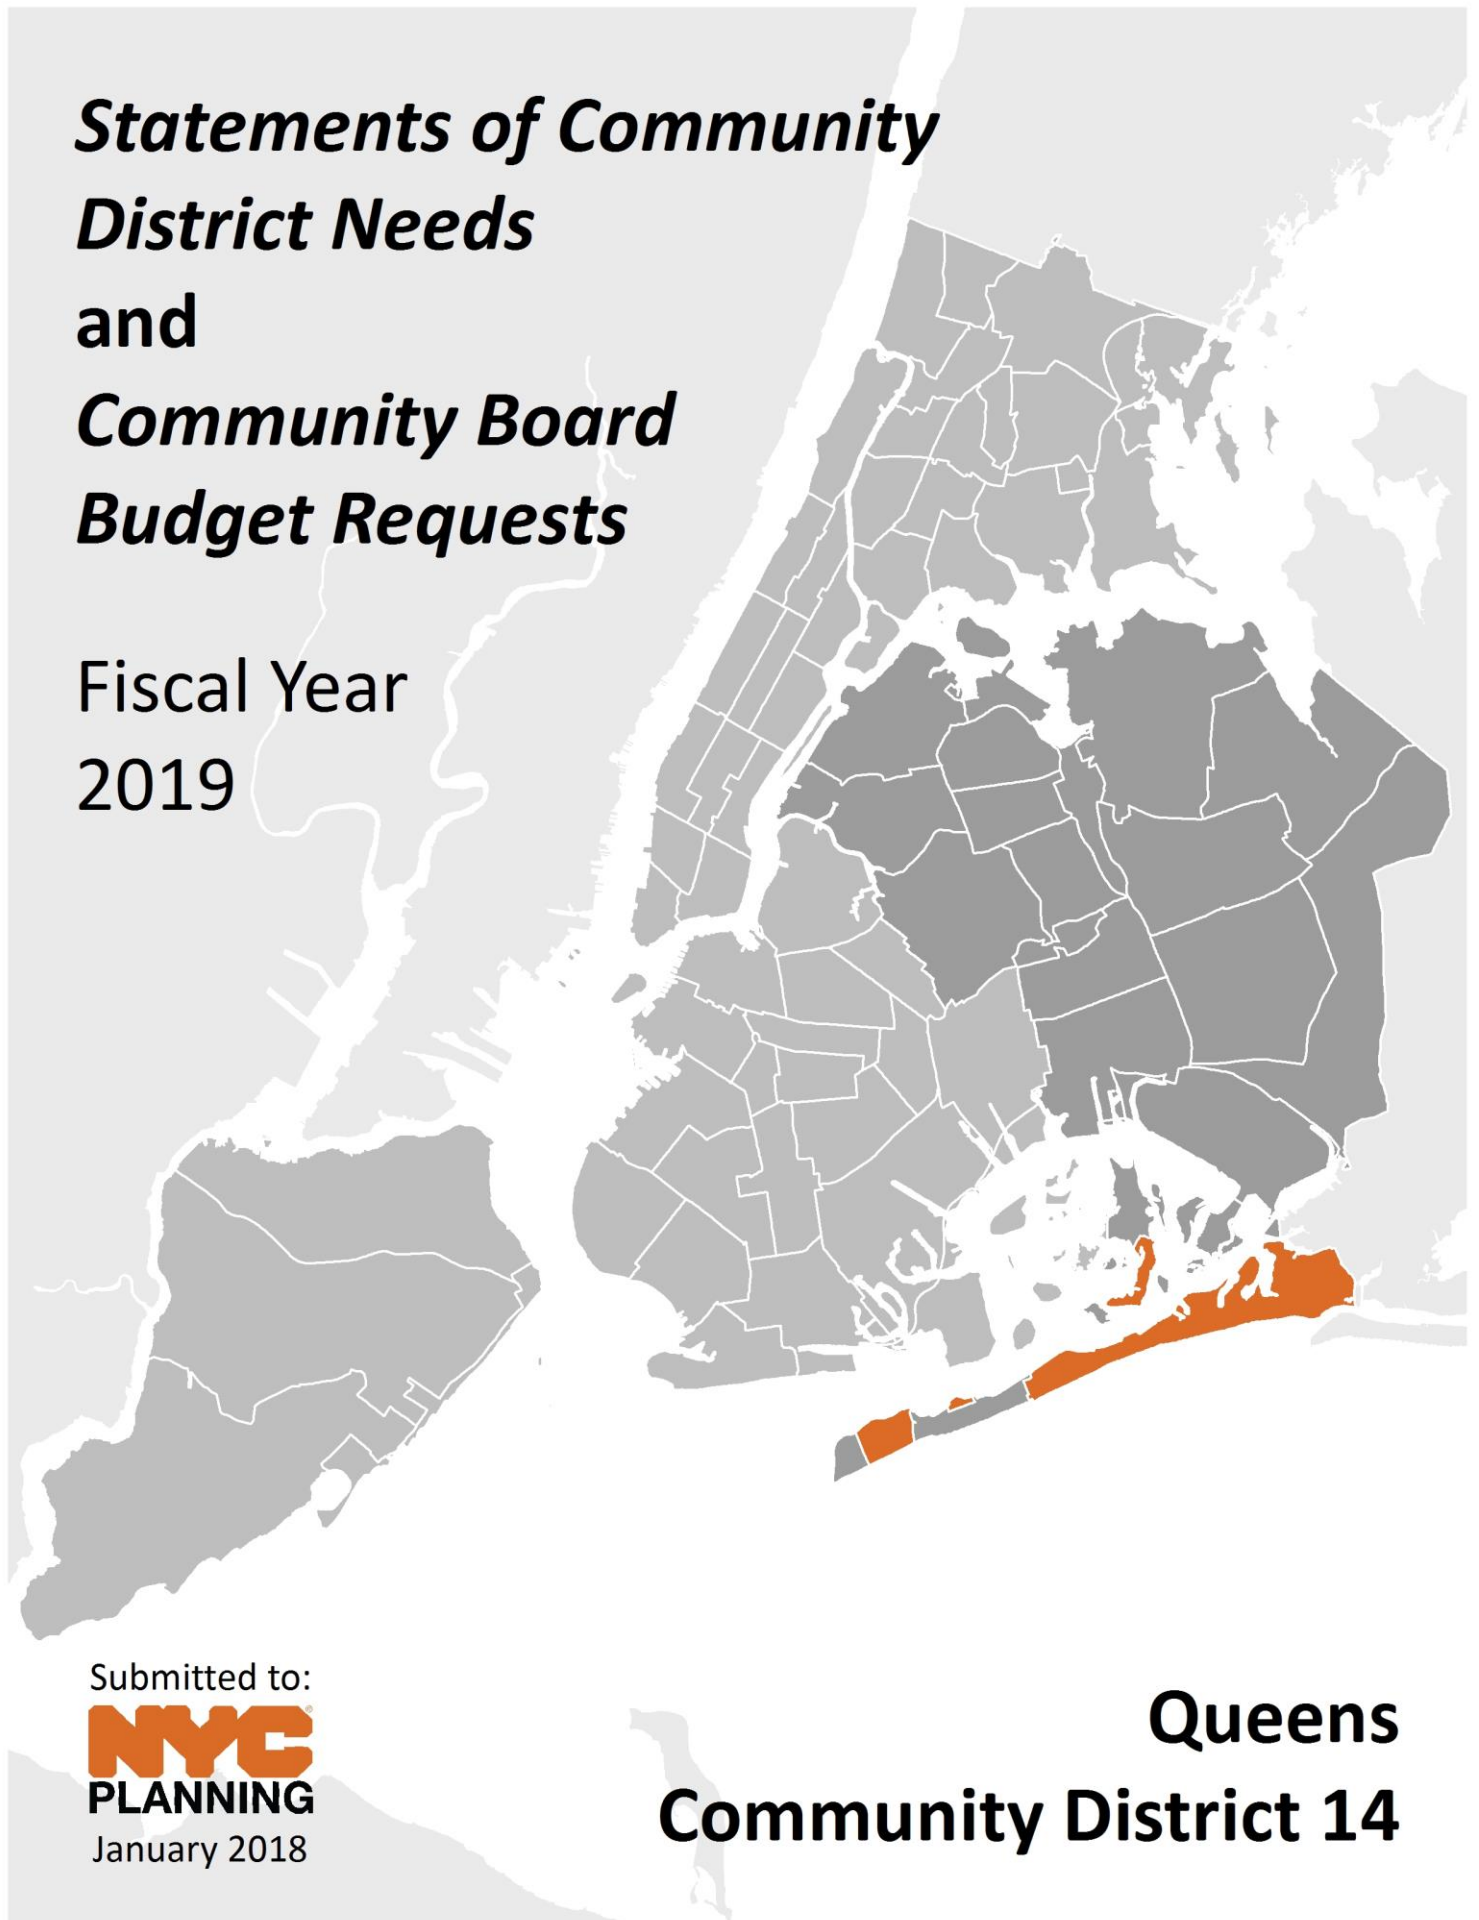 Statements of Community
District Needs
and
Community Board
Budget Requests
Fiscal Year
2019
Submitted to:
NYC
PLANNING
January 2018
Queens
Community District 14